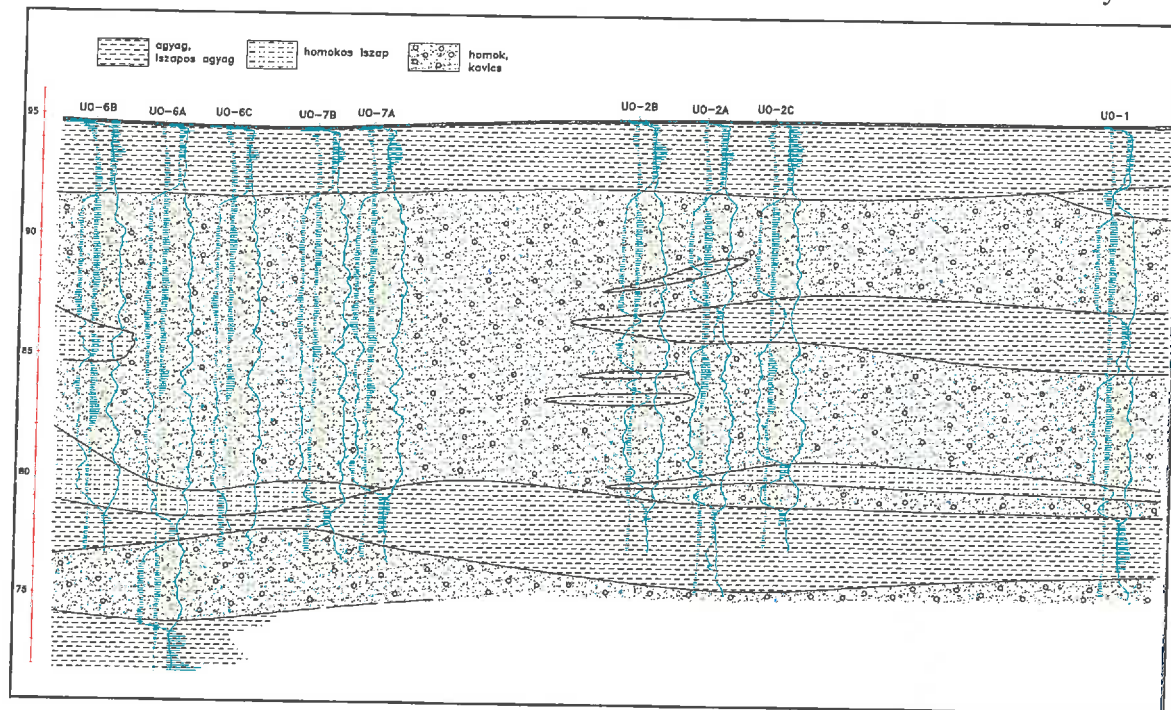 agyag,
iszapos agyag
homokos iszap
homok,
kavics
95
UO-6B
UO-6A
UO-6C
UO-7B
UO-7A
UO-2B
UO-2A
UO-2C
UO-1
90
85
80
75